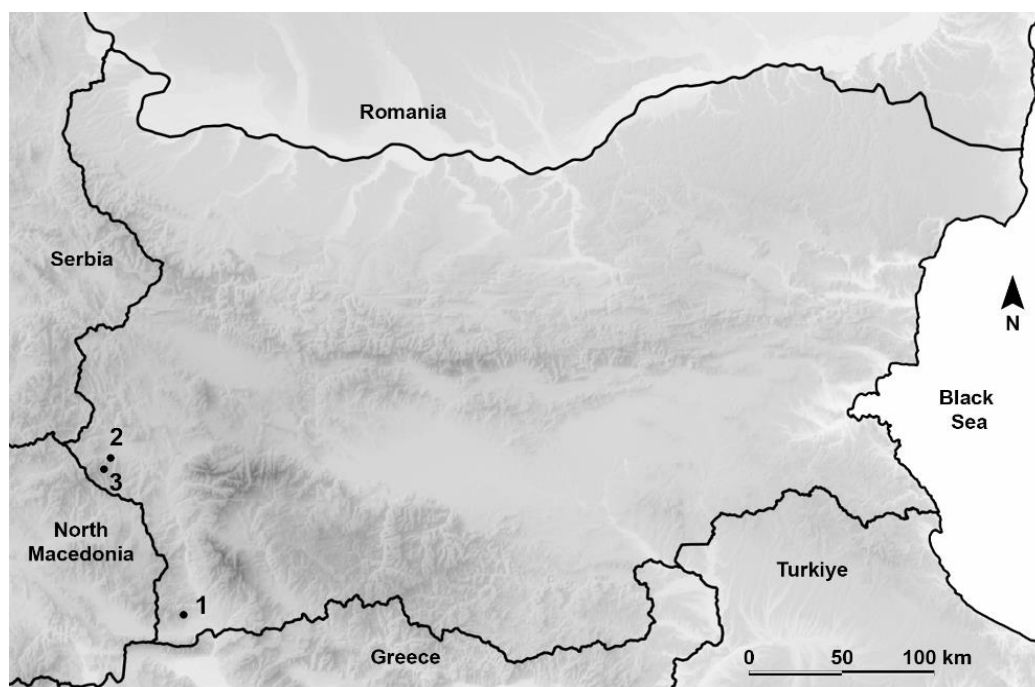 Romania
Serbia
N
Black
Sea
2
3
North
Macedonia
Turkiye
1
Greece
0 50 100 km